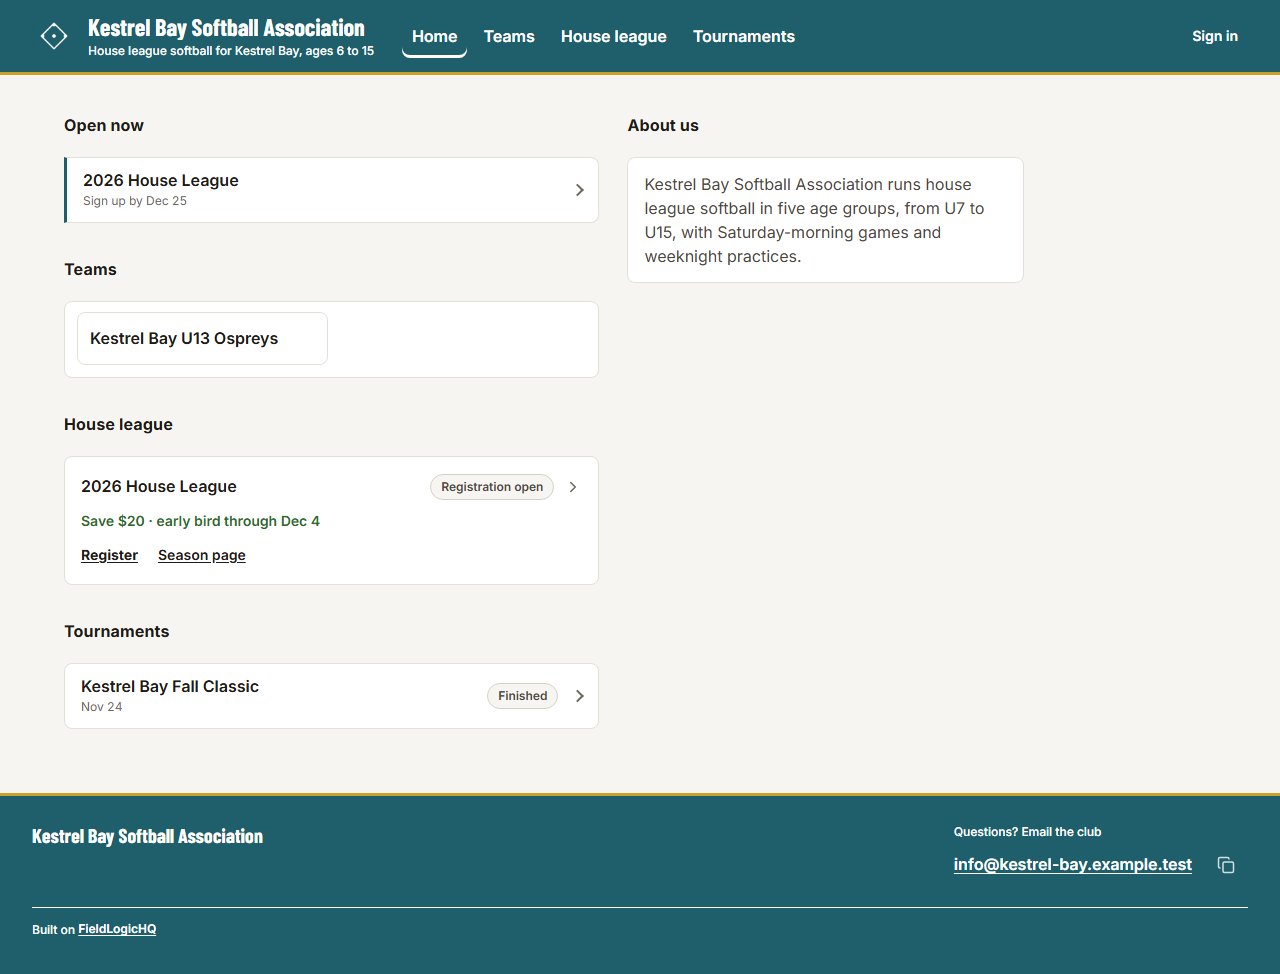 Kestrel Bay Softball Association
House league softball for Kestrel Bay, ages 6 to 15
Home
Teams
House league
Tournaments
Sign in
Open now
2026 House League
Sign up by Dec 25
Teams
Kestrel Bay U13 Ospreys
House league
2026 House League
Registration open
Save $20 · early bird through Dec 4
Register
Season page
Tournaments
Kestrel Bay Fall Classic
Nov 24
Finished
About us
Kestrel Bay Softball Association runs house
league softball in five age groups, from U7 to
U15, with Saturday-morning games and
weeknight practices.
Kestrel Bay Softball Association
Questions? Email the club
info@kestrel-bay.example.test
Built on FieldLogicHQ